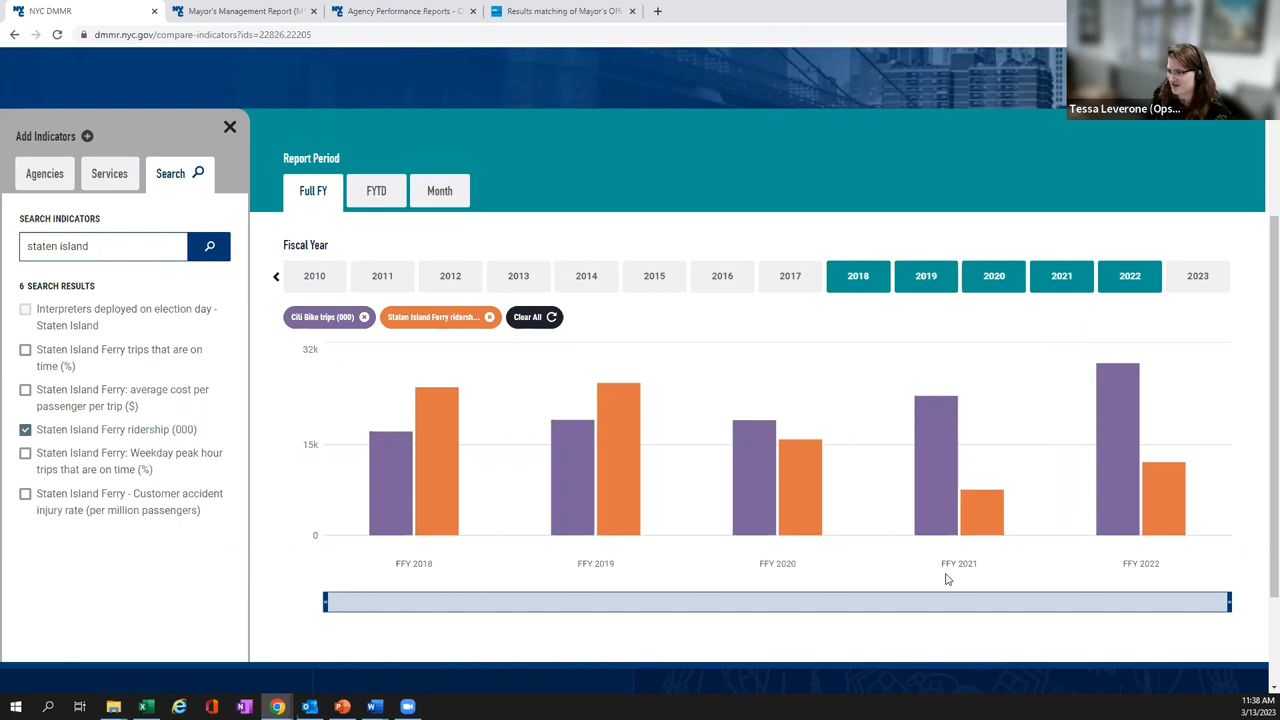 NYC DMMR
Mayor's Management Report (M
Agency Performance Reports - C
Results matching of Mayor's Offi
dmmr.nyc.gov/compare-indicators?ids=22826,22205
Tessa Leverone (Ops...
Add Indicators
Agencies
Services
Search
SEARCH INDICATORS
staten island
6 SEARCH RESULTS
Interpreters deployed on election day -
Staten Island
Staten Island Ferry trips that are on
time (%)
Staten Island Ferry: average cost per
passenger per trip ($)
Staten Island Ferry ridership (000)
Staten Island Ferry: Weekday peak hour
trips that are on time (%)
Staten Island Ferry - Customer accident
injury rate (per million passengers)
Report Period
Full FY
FYTD
Month
Fiscal Year
2010
2011
2012
2013
2014
2015
2016
2017
2018
2019
2020
2021
2022
2023
Citi Bike trips (000)
Staten Island Ferry ridersh...
Clear All
32k
15k
0
FFY 2018
FFY 2019
FFY 2020
FFY 2021
FFY 2022
11:38 AM
3/13/2023